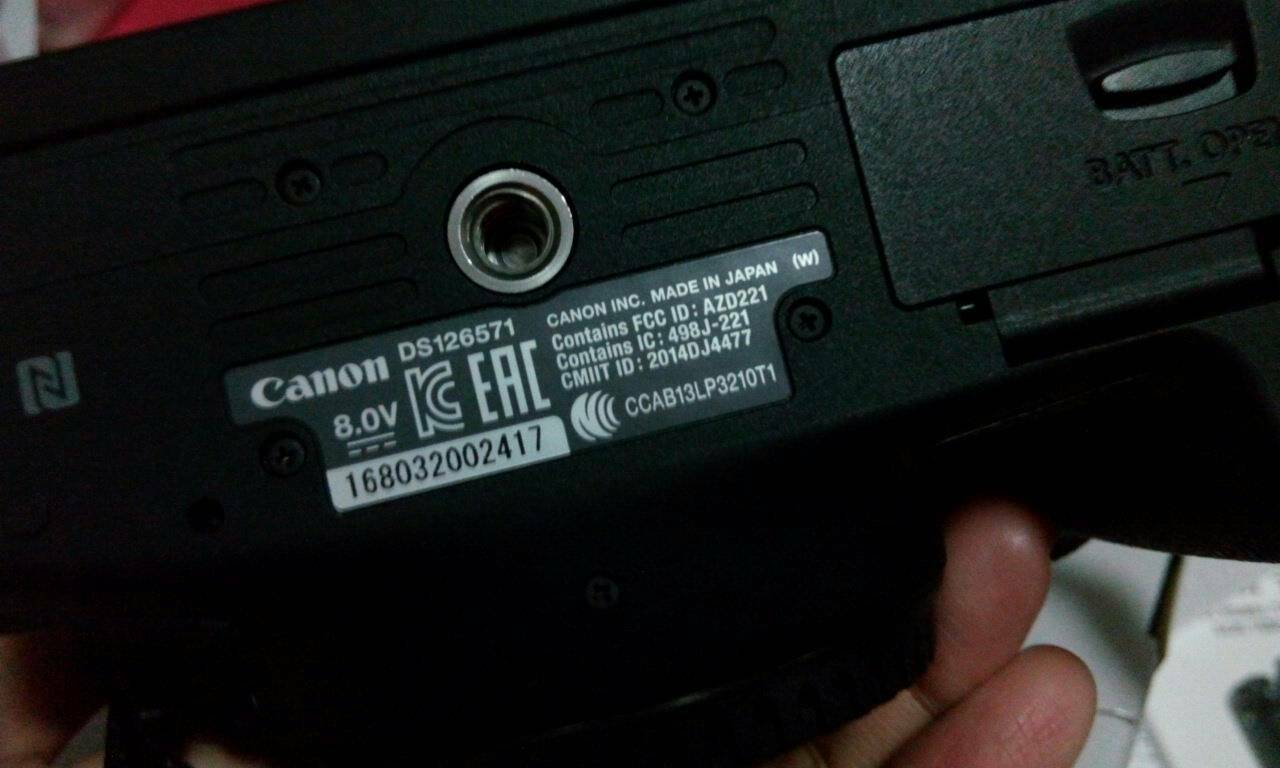 BATT. OPEN
CANON INC. MADE IN JAPAN (W)
Canon DS126571
Contains FCC ID: AZD221
Contains IC: 498J-221
CMIIT ID: 2014DJ4477
8.0V
EAC
CCAB13LP3210T1
168032002417